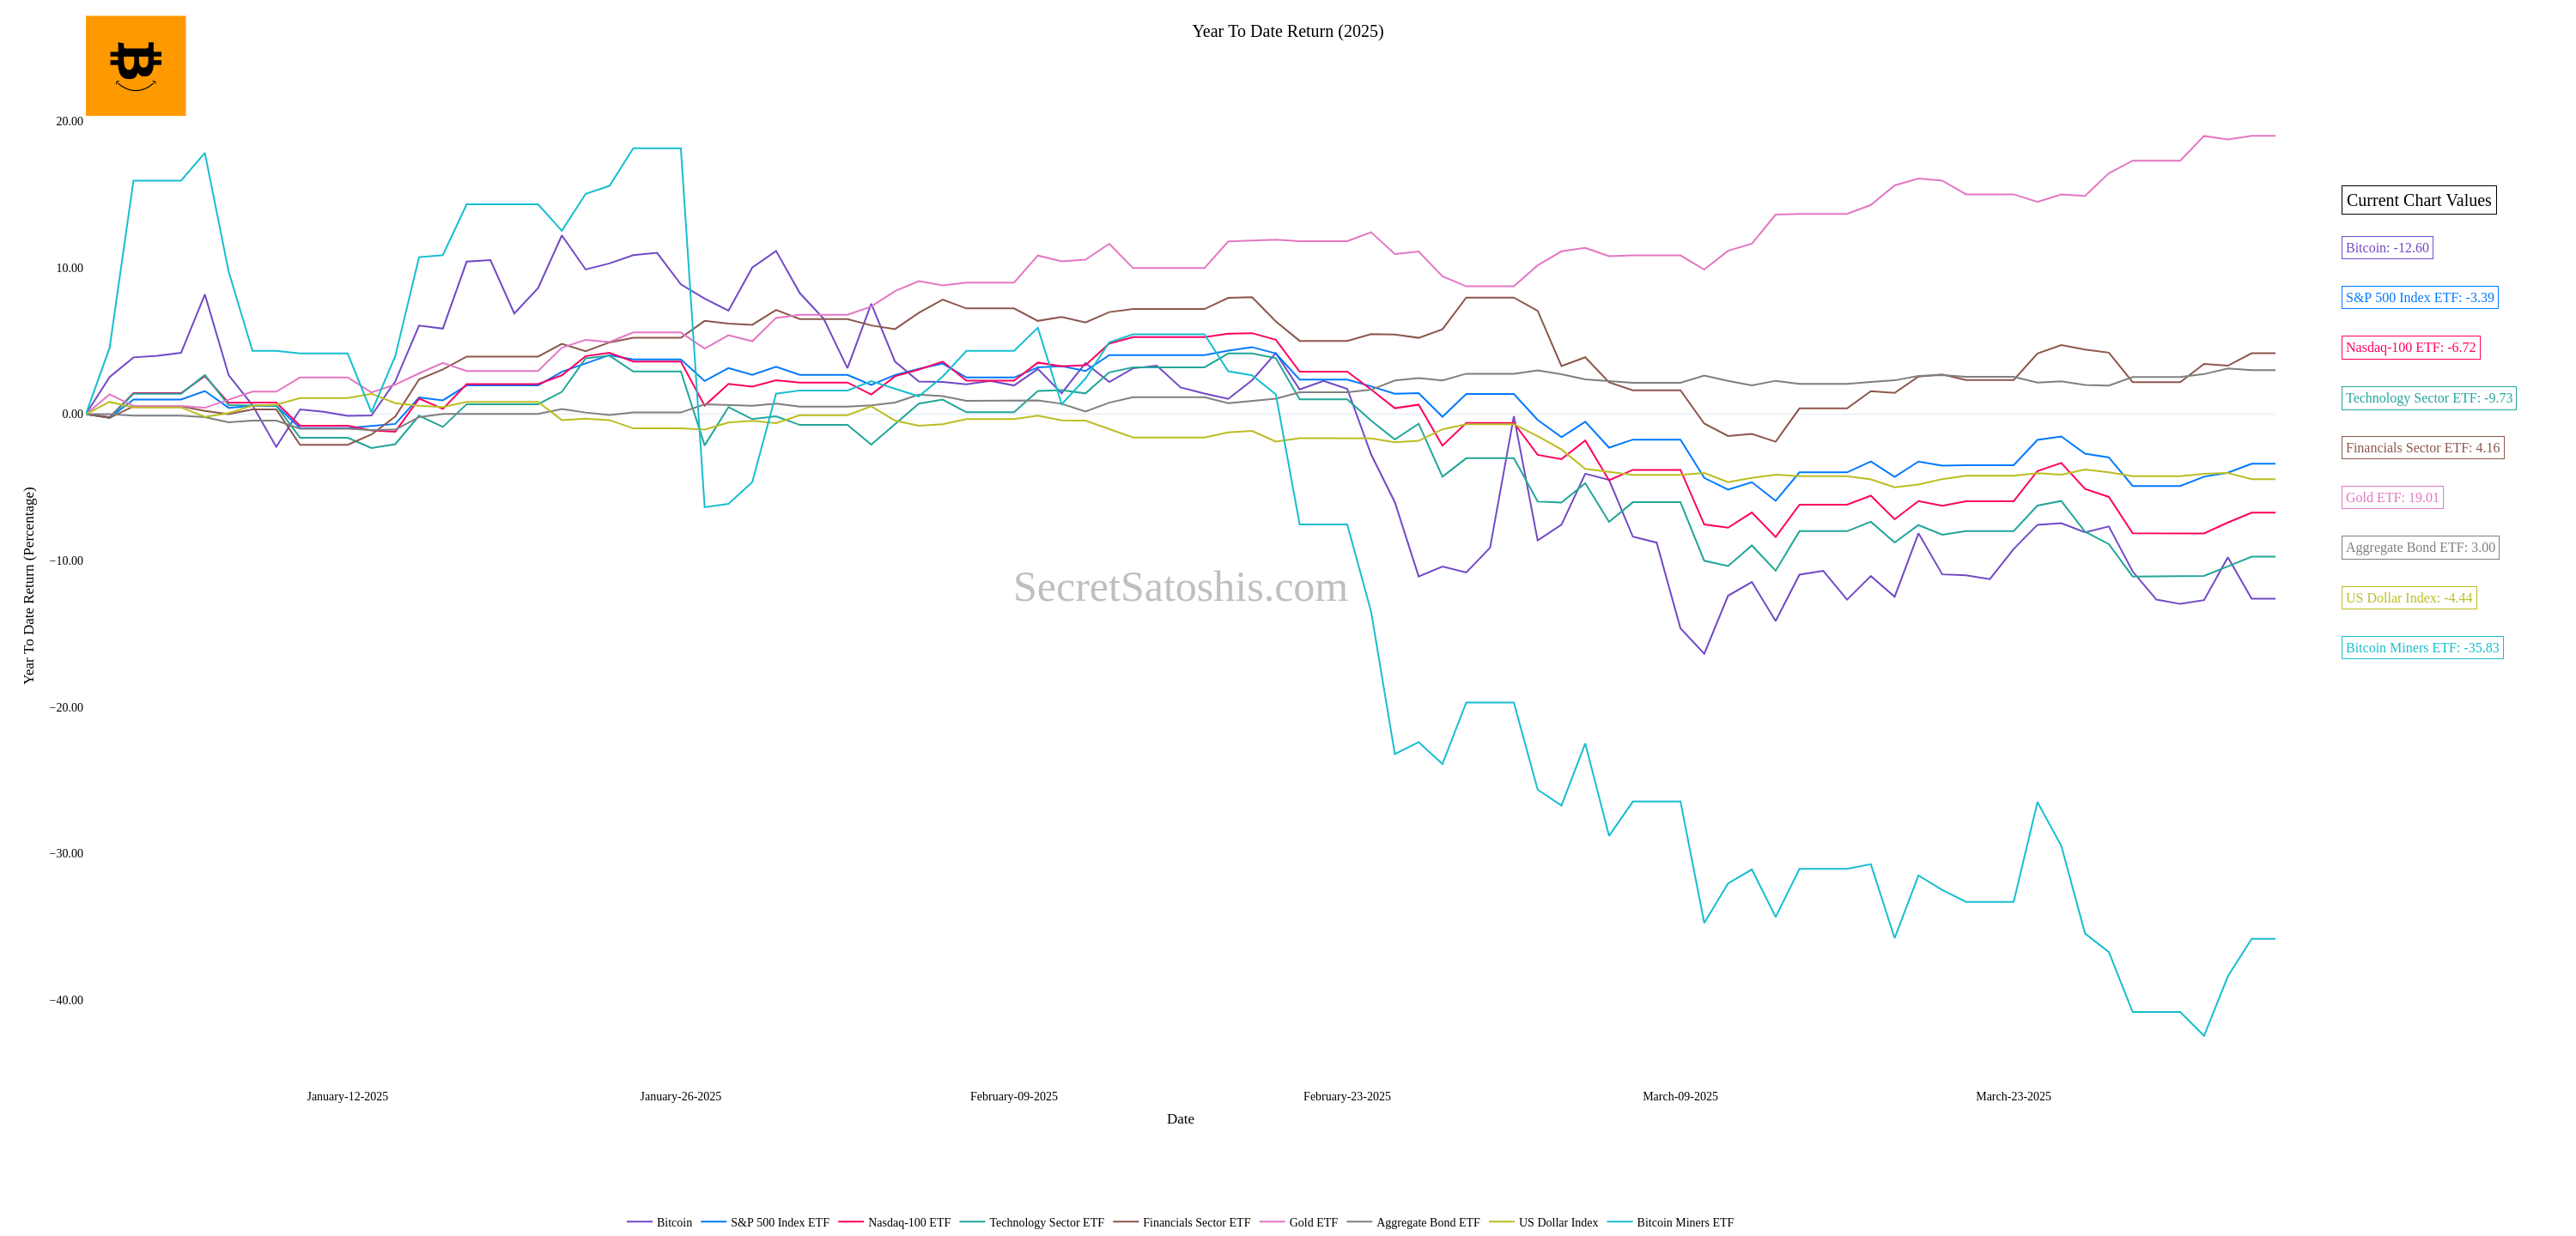 Year To Date Return (2025)
20.00
10.00
0.00
−10.00
−20.00
−30.00
−40.00
Year To Date Return (Percentage)
SecretSatoshis.com
Current Chart Values
Bitcoin: -12.60
S&P 500 Index ETF: -3.39
Nasdaq-100 ETF: -6.72
Technology Sector ETF: -9.73
Financials Sector ETF: 4.16
Gold ETF: 19.01
Aggregate Bond ETF: 3.00
US Dollar Index: -4.44
Bitcoin Miners ETF: -35.83
January-12-2025 January-26-2025 February-09-2025 February-23-2025 March-09-2025 March-23-2025
Date
Bitcoin S&P 500 Index ETF Nasdaq-100 ETF Technology Sector ETF Financials Sector ETF Gold ETF Aggregate Bond ETF US Dollar Index Bitcoin Miners ETF